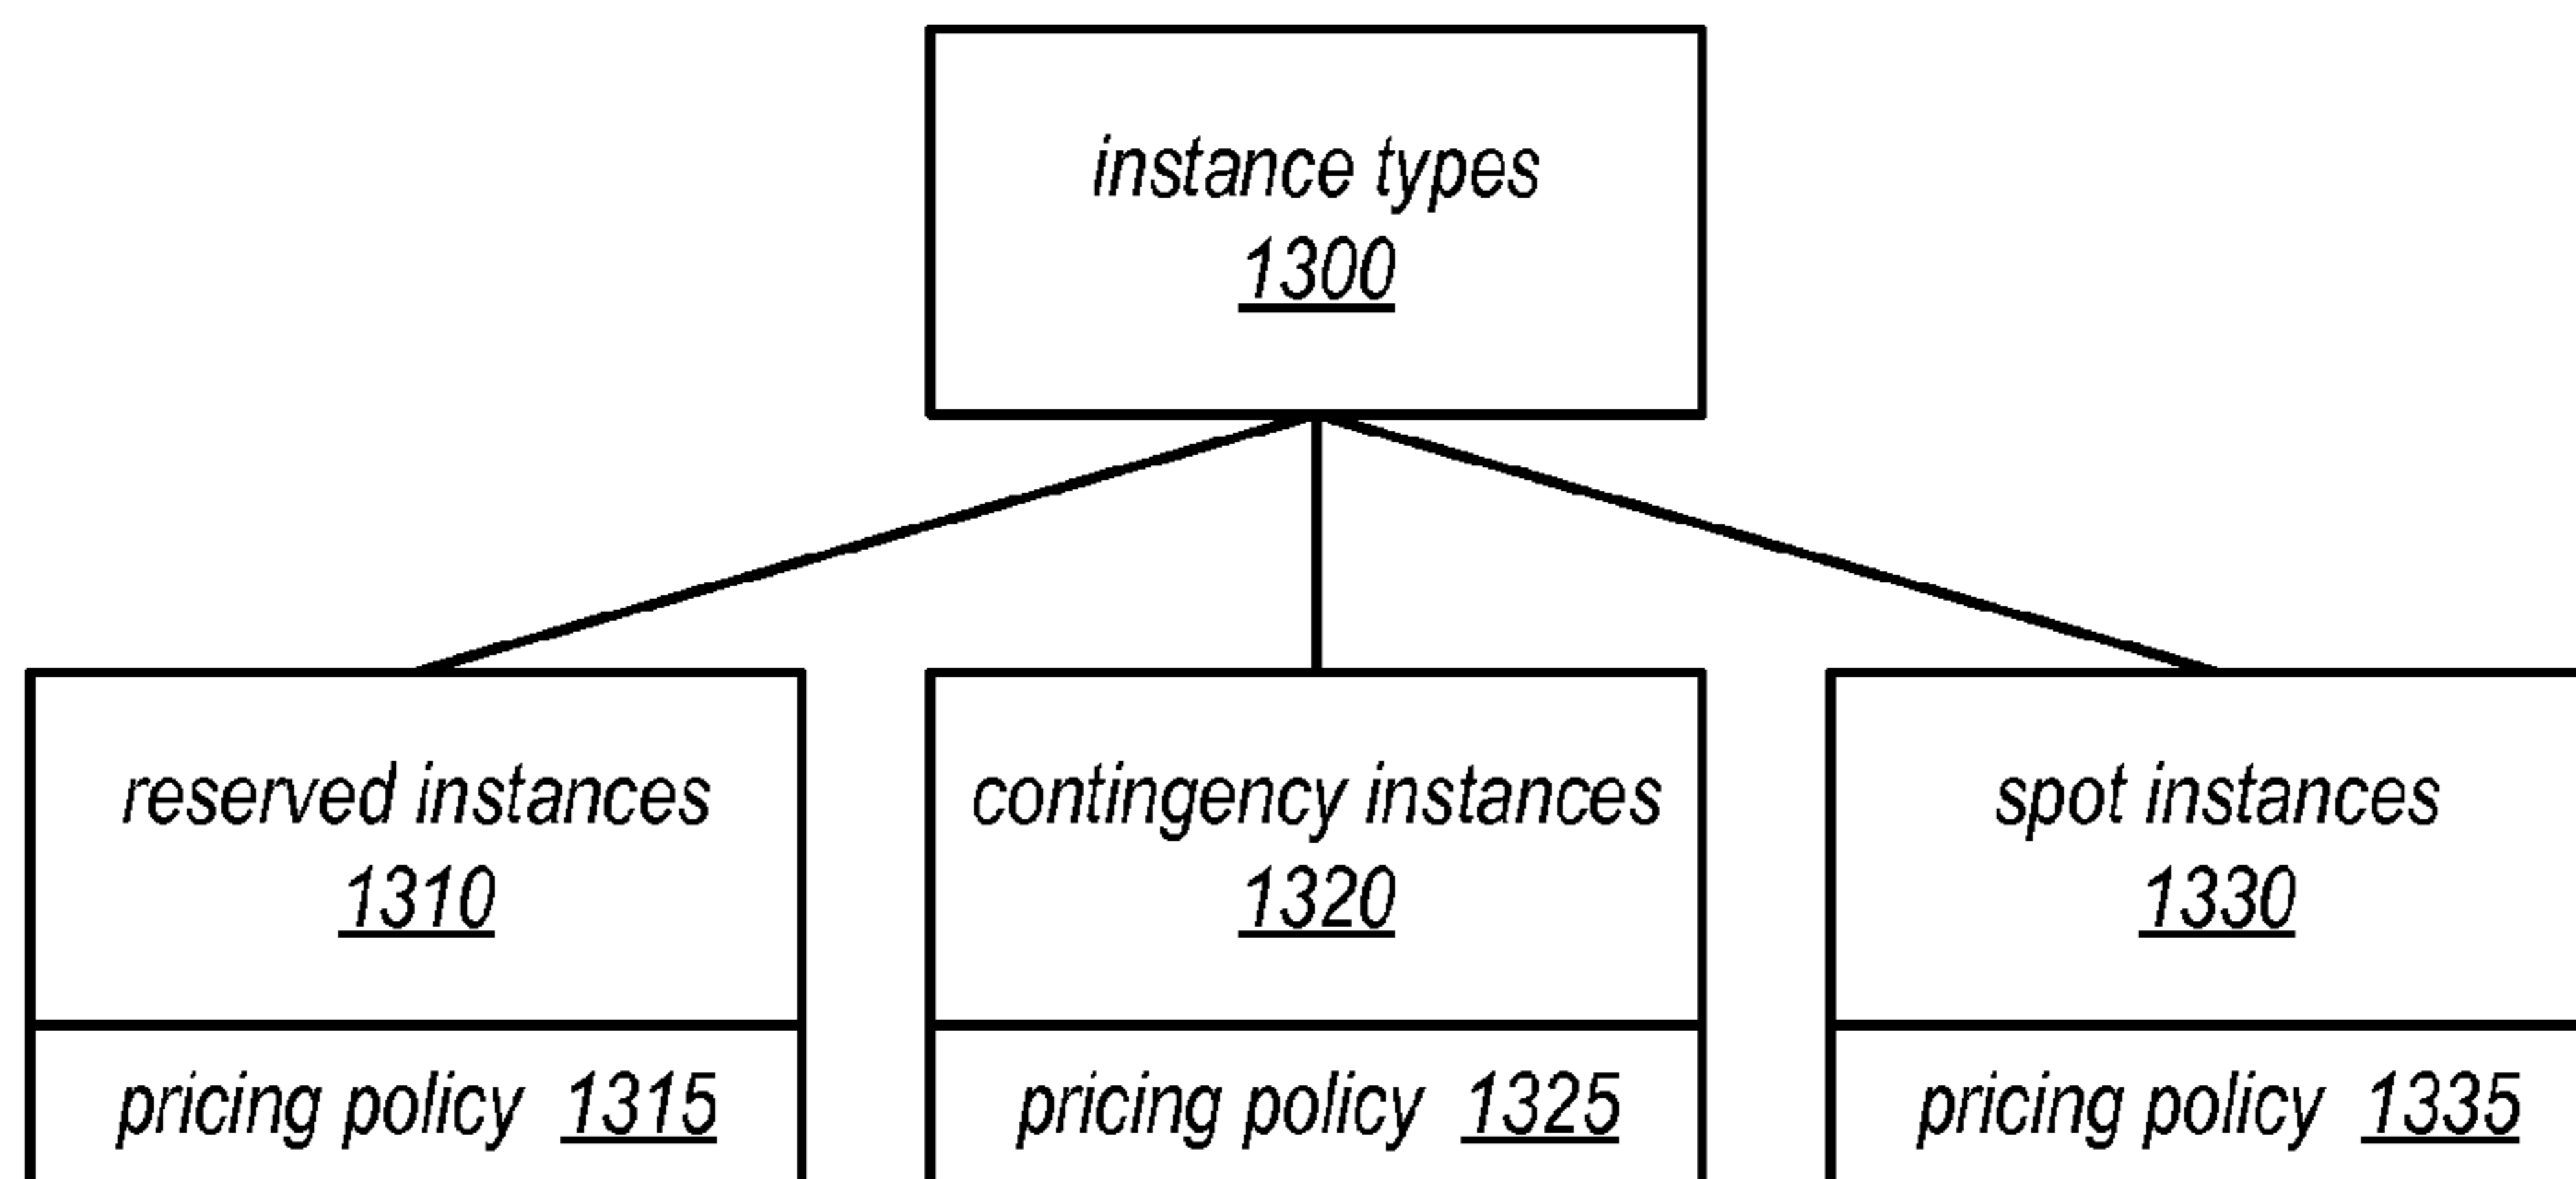 instance types
1300
reserved instances
1310
contingency instances
1320
spot instances
1330
pricing policy 1315
pricing policy 1325
pricing policy 1335